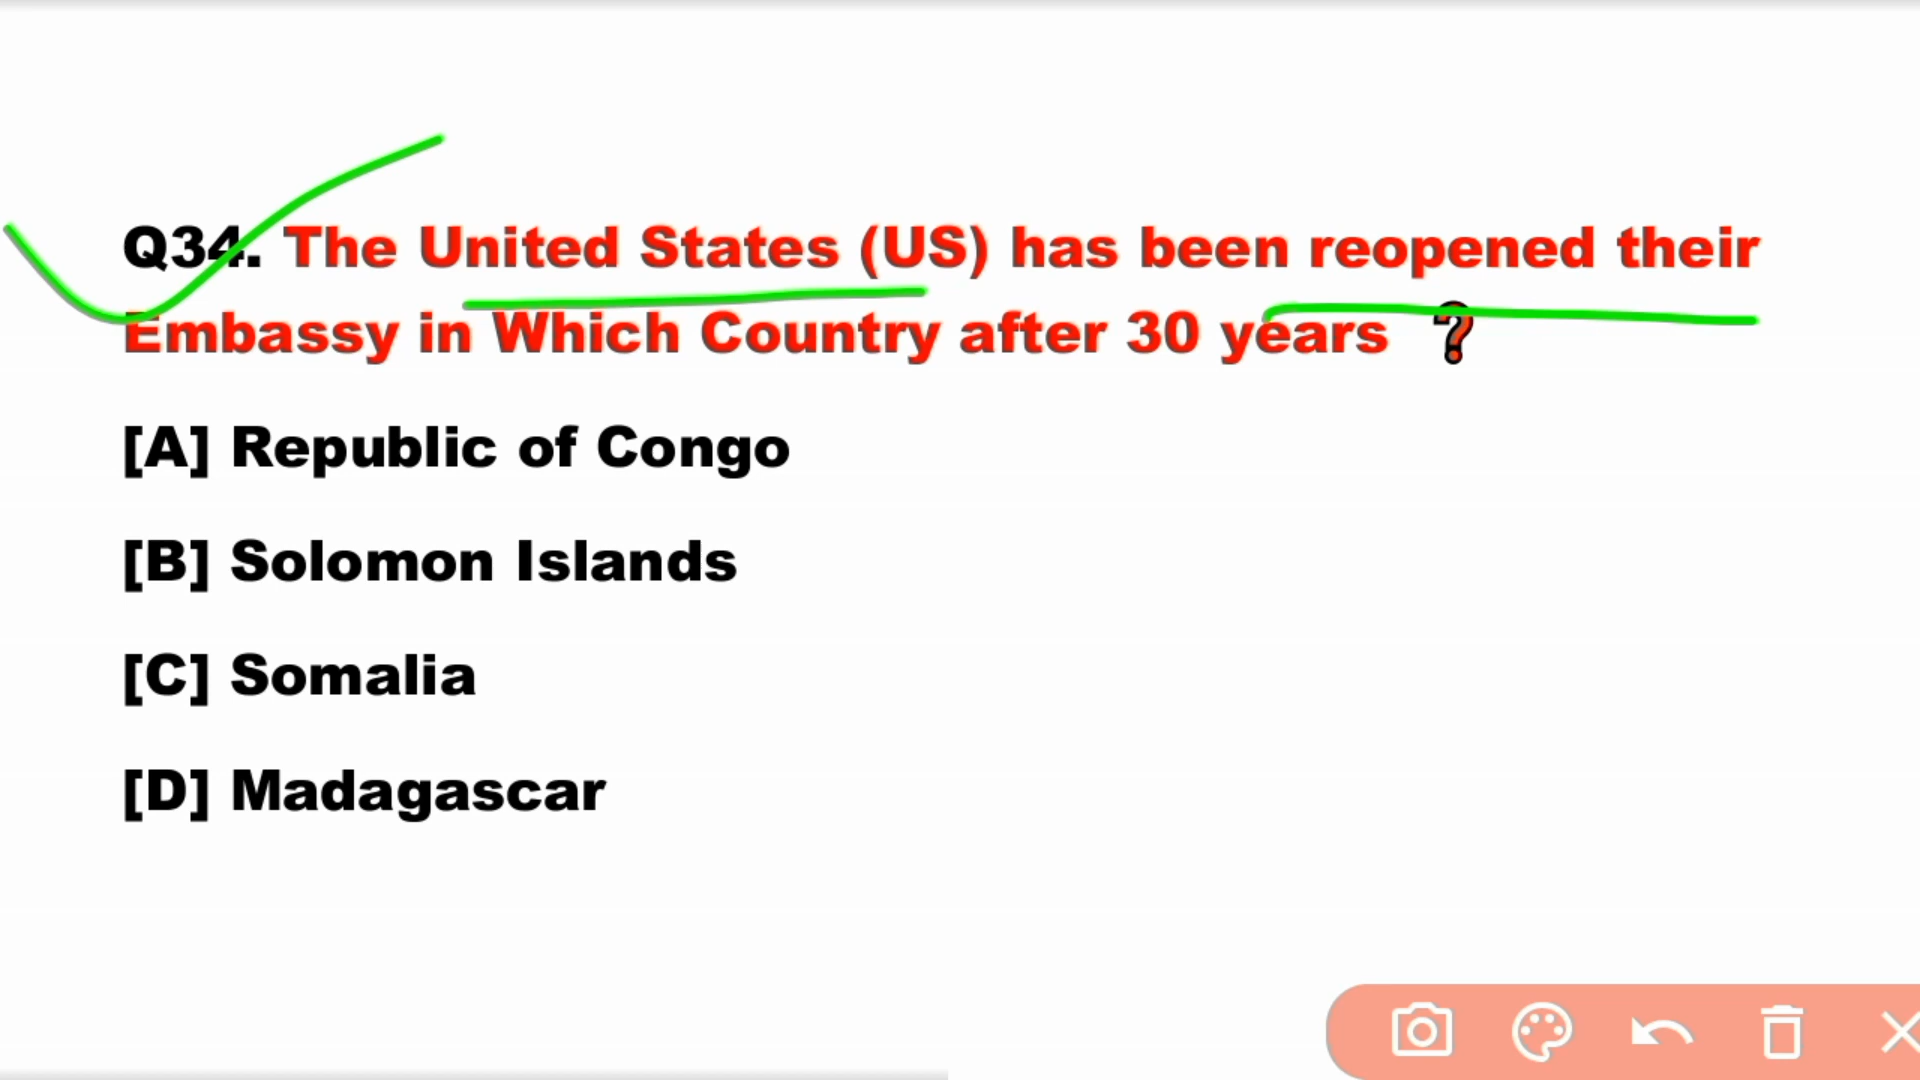 Q34. The United States (US) has been reopened their
Embassy in Which Country after 30 years ?
[A] Republic of Congo
[B] Solomon Islands
[C] Somalia
[D] Madagascar